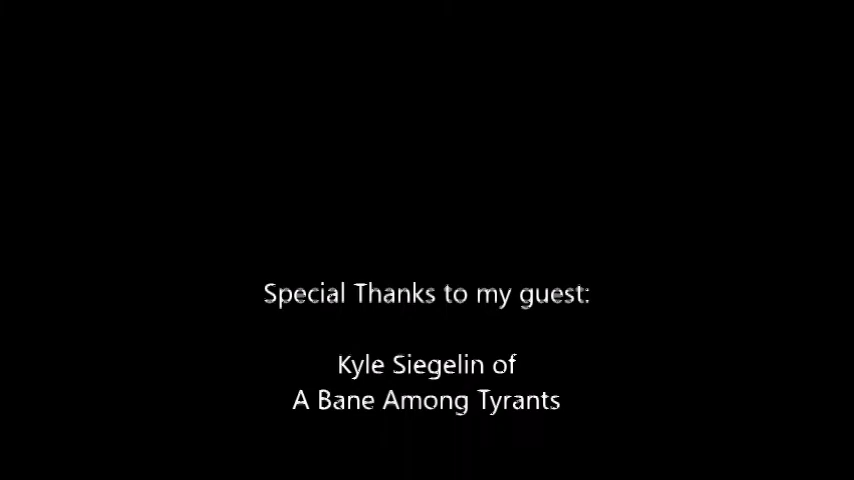 Special Thanks to my guest:
Kyle Siegelin of
A Bane Among Tyrants